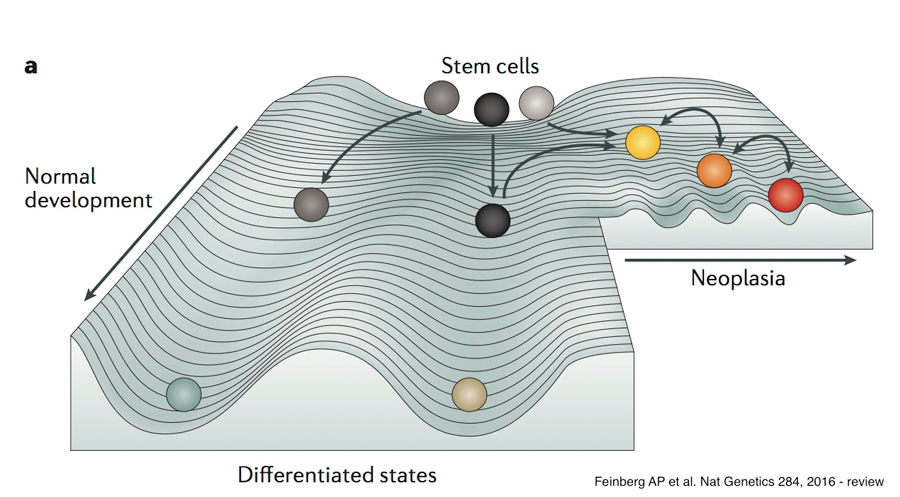 a
Stem cells
Normal
development
Neoplasia
Differentiated states
Feinberg AP et al. Nat Genetics 284, 2016 - review